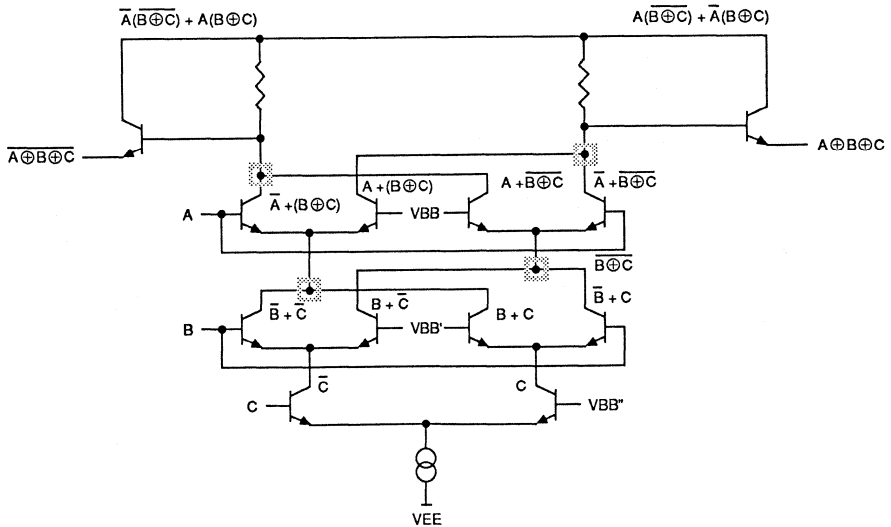 A̅(B̅⊕̅C̅) + A(B⊕C)
A(B̅⊕̅C̅) + A̅(B⊕C)
A̅⊕̅B̅⊕̅C̅
A⊕B⊕C
A
A̅ + (B⊕C)
A + (B⊕C)
VBB
A + B̅⊕̅C̅
A̅ + B̅⊕̅C̅
B̅⊕̅C̅
B
B̅ + C̅
B + C̅
VBB'
B + C
B̅ + C
C
C̅
C
VBB"
VEE